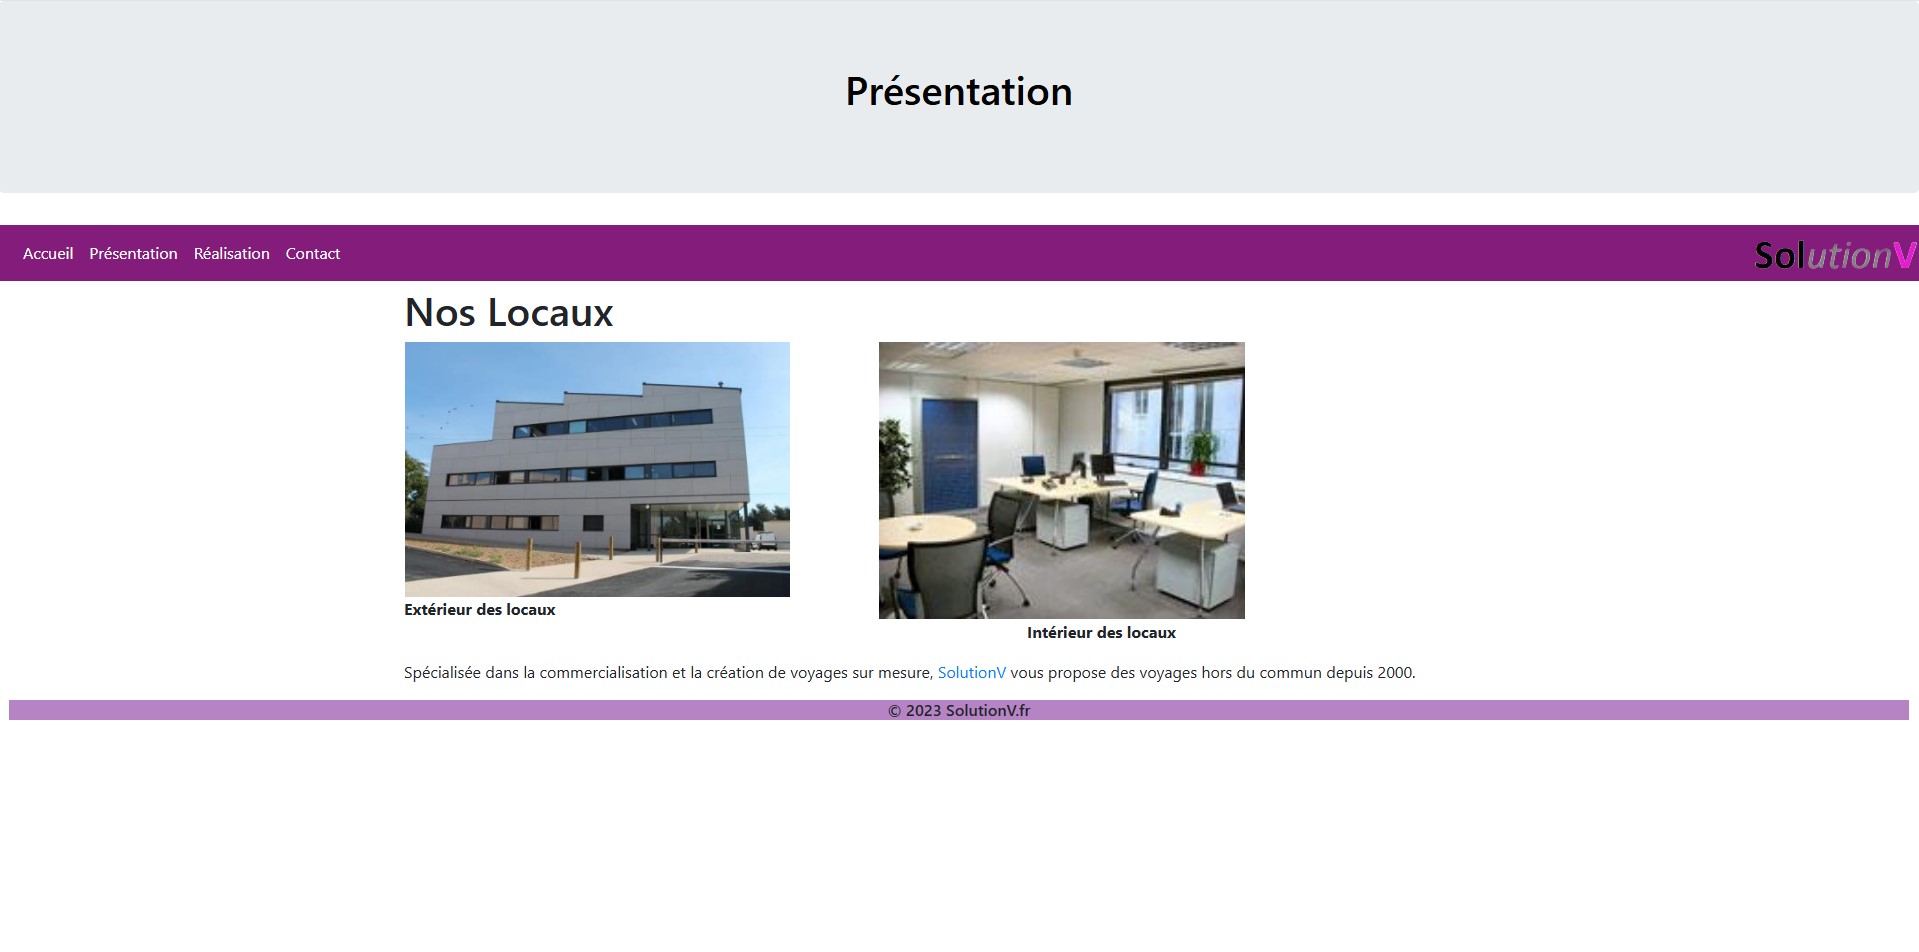 Présentation
Accueil Présentation Réalisation Contact
SolutionV
Nos Locaux
Extérieur des locaux
Intérieur des locaux
Spécialisée dans la commercialisation et la création de voyages sur mesure, SolutionV vous propose des voyages hors du commun depuis 2000.
© 2023 SolutionV.fr